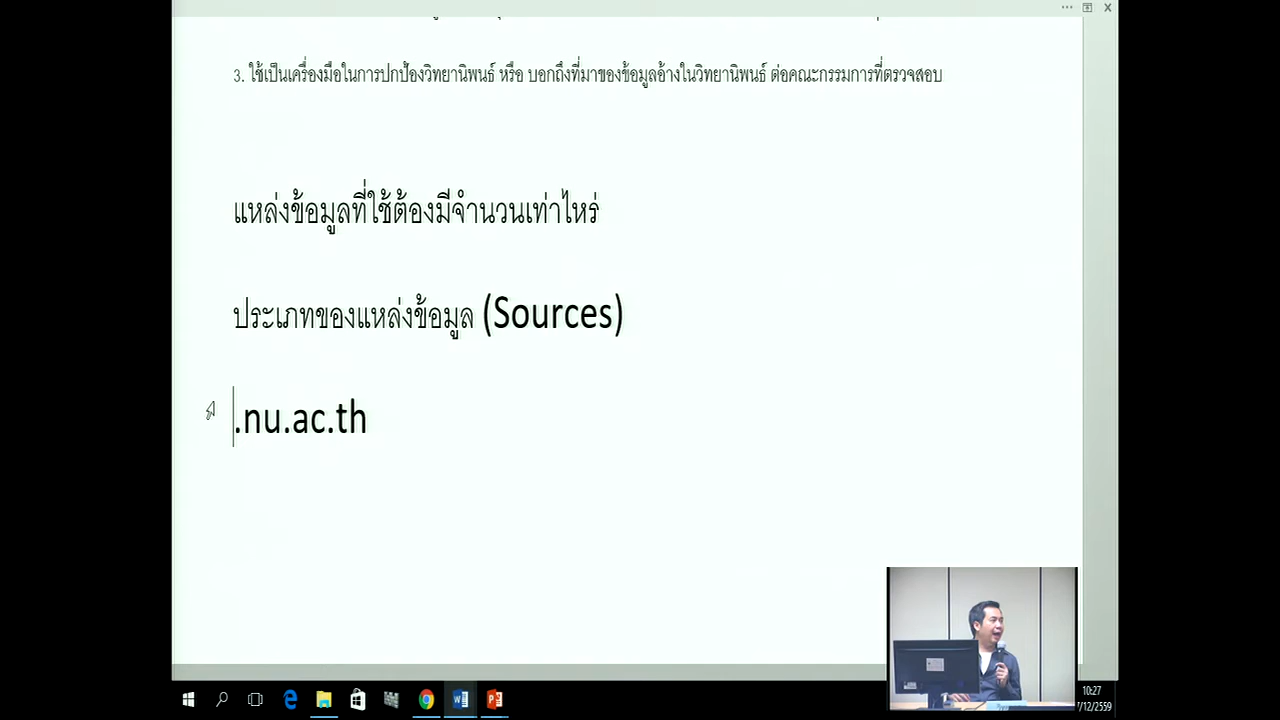 3. ใช้เป็นเครื่องมือในการปกป้องวิทยานิพนธ์ หรือ บอกถึงที่มาของข้อมูลอ้างในวิทยานิพนธ์ ต่อคณะกรรมการที่ตรวจสอบ
แหล่งข้อมูลที่ใช้ต้องมีจำนวนเท่าไหร่
ประเภทของแหล่งข้อมูล (Sources)
.nu.ac.th
10:27
7/12/2559